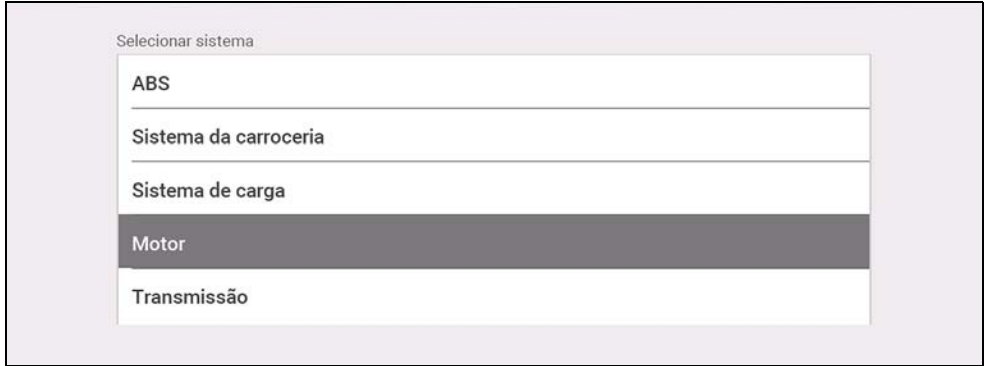 Selecionar sistema
ABS
Sistema da carroceria
Sistema de carga
Motor
Transmissão